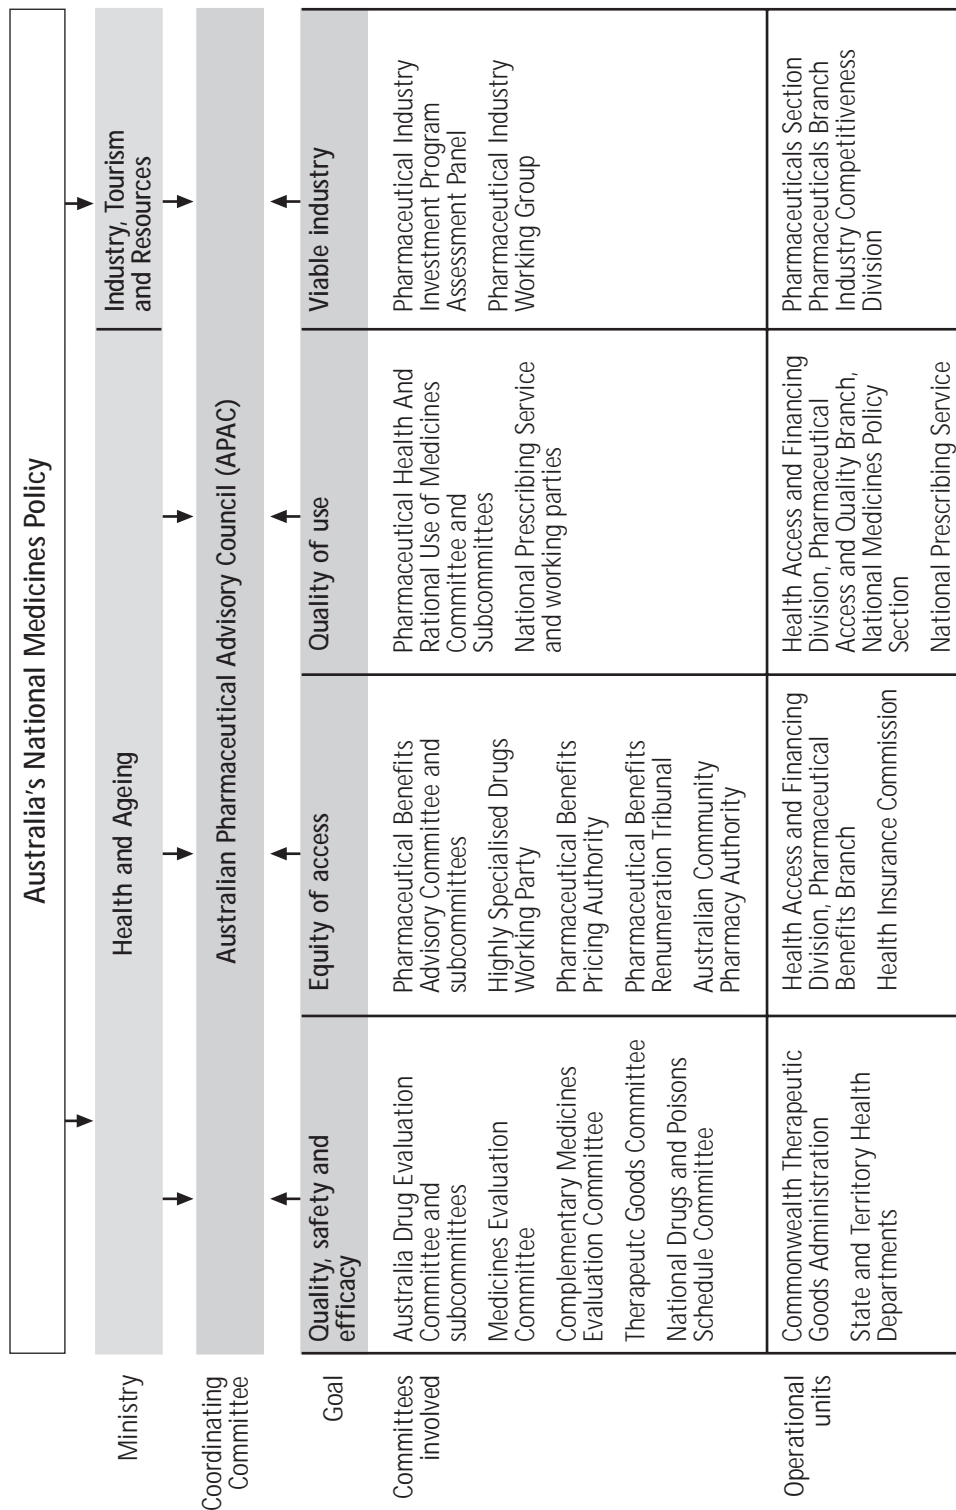 Australia's National Medicines Policy
Ministry
Health and Ageing
Industry, Tourism
and Resources
Coordinating
Committee
Australian Pharmaceutical Advisory Council (APAC)
Goal
Quality, safety and
efficacy
Equity of access
Quality of use
Viable industry
Committees
involved
Australia Drug Evaluation
Committee and
subcommittees
Medicines Evaluation
Committee
Complementary Medicines
Evaluation Committee
Therapeutc Goods Committee
National Drugs and Poisons
Schedule Committee
Pharmaceutical Benefits
Advisory Committee and
subcommittees
Highly Specialised Drugs
Working Party
Pharmaceutical Benefits
Pricing Authority
Pharmaceutical Benefits
Renumeration Tribunal
Australian Community
Pharmacy Authority
Pharmaceutical Health And
Rational Use of Medicines
Committee and
Subcommittees
National Prescribing Service
and working parties
Pharmaceutical Industry
Investment Program
Assessment Panel
Pharmaceutical Industry
Working Group
Operational
units
Commonwealth Therapeutic
Goods Administration
State and Territory Health
Departments
Health Access and Financing
Division, Pharmaceutical
Benefits Branch
Health Insurance Commission
Health Access and Financing
Division, Pharmaceutical
Access and Quality Branch,
National Medicines Policy
Section
National Prescribing Service
Pharmaceuticals Section
Pharmaceuticals Branch
Industry Competitiveness
Division